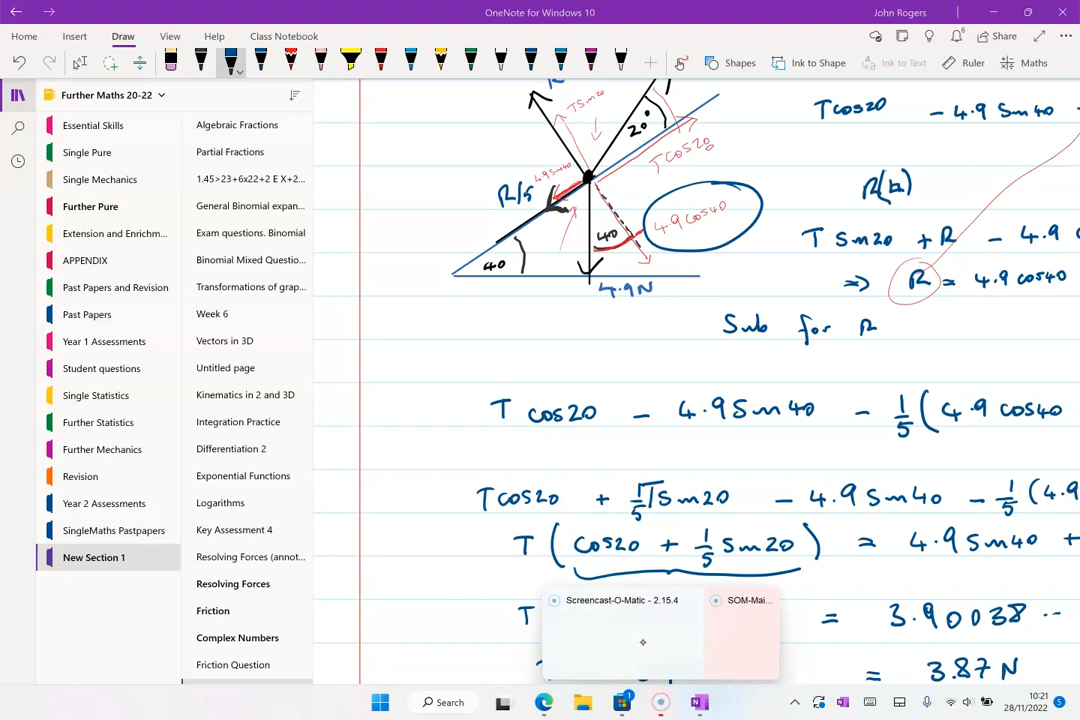 OneNote for Windows 10
John Rogers
Home Insert Draw View Help Class Notebook
Share
Shapes Ink to Shape Ink to Text Ruler Maths
Further Maths 20-22
Essential Skills
Single Pure
Single Mechanics
Further Pure
Extension and Enrichm...
APPENDIX
Past Papers and Revision
Past Papers
Year 1 Assessments
Student questions
Single Statistics
Further Statistics
Further Mechanics
Revision
Year 2 Assessments
SingleMaths Pastpapers
New Section 1
Algebraic Fractions
Partial Fractions
1.45>23+6x22+2 E X+2...
General Binomial expan...
Exam questions. Binomial
Binomial Mixed Questio...
Transformations of grap...
Week 6
Vectors in 3D
Untitled page
Kinematics in 2 and 3D
Integration Practice
Differentiation 2
Exponential Functions
Logarithms
Key Assessment 4
Resolving Forces (annot...
Resolving Forces
Friction
Complex Numbers
Friction Question
TSin20
20°
Tcos20
4.9Sin40
R/5
4.9cos40
40
40
4.9N
Tcos20 - 4.9 Sin40
T Sin20 + R - 4.9
⇒ R = 4.9 cos40
Sub for R
T cos20 - 4.9 Sin40 - 1/5 ( 4.9 cos40
Tcos20 + 1/5 T Sin20 - 4.9 Sin40 - 1/5 (4.9
T ( cos20 + 1/5 Sin20 ) = 4.9 Sin40 +
T = 3.90038 ...
= 3.87 N
Screencast-O-Matic - 2.15.4
SOM-Mai...
Search
10:21
28/11/2022
5